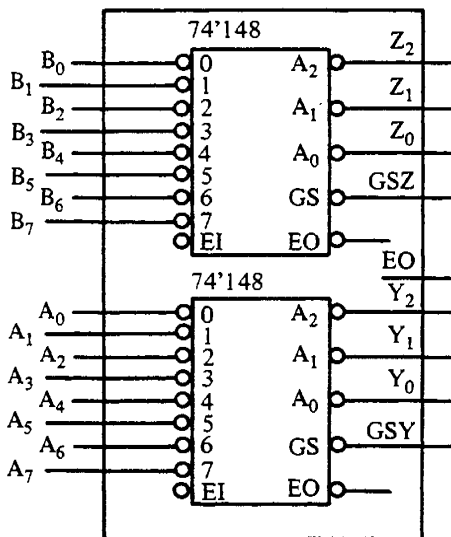 74'148
B₀ 0 A₂ Z₂
B₁ 1
B₂ 2 A₁ Z₁
B₃ 3
B₄ 4 A₀ Z₀
B₅ 5
B₆ 6 GS GSZ
B₇ 7
EI EO
EO
74'148
A₀ 0 A₂ Y₂
A₁ 1
A₂ 2 A₁ Y₁
A₃ 3
A₄ 4 A₀ Y₀
A₅ 5
A₆ 6 GS GSY
A₇ 7
EI EO